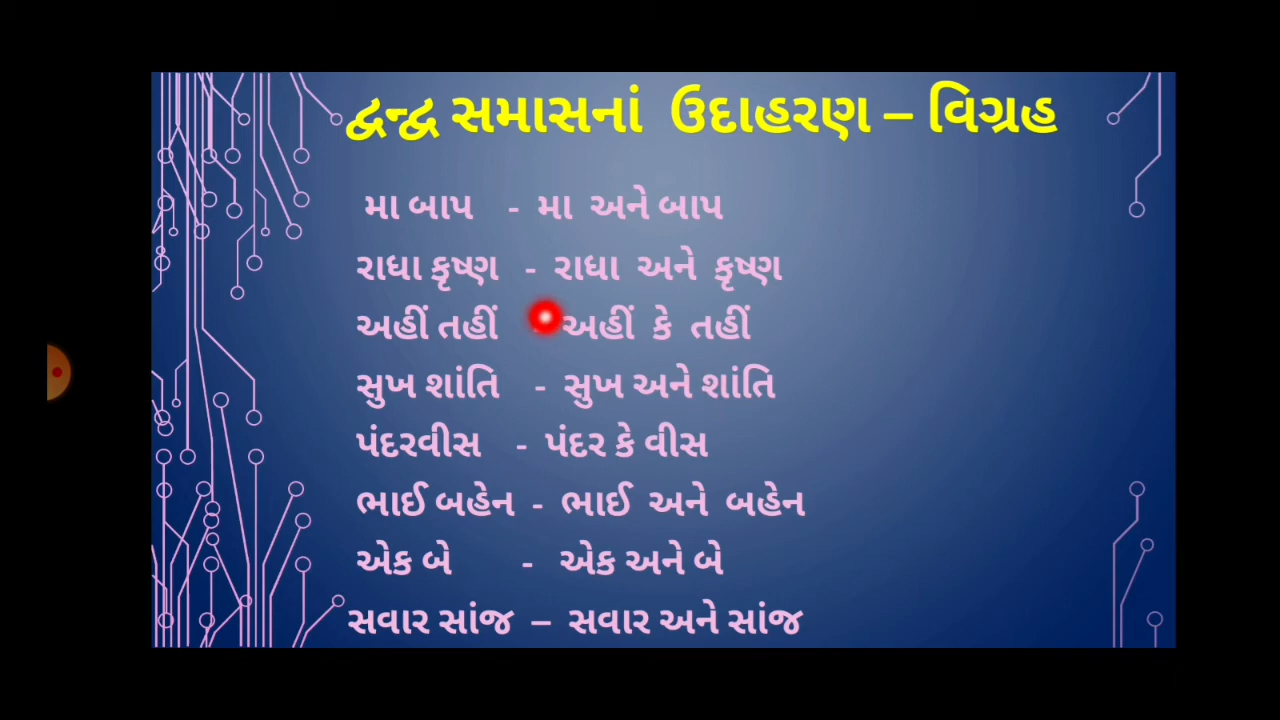 દ્વન્દ્વ સમાસનાં ઉદાહરણ – વિગ્રહ
મા બાપ - મા અને બાપ
રાધા કૃષ્ણ - રાધા અને કૃષ્ણ
અહીં તહીં - અહીં કે તહીં
સુખ શાંતિ - સુખ અને શાંતિ
પંદરવીસ - પંદર કે વીસ
ભાઈ બહેન - ભાઈ અને બહેન
એક બે - એક અને બે
સવાર સાંજ – સવાર અને સાંજ